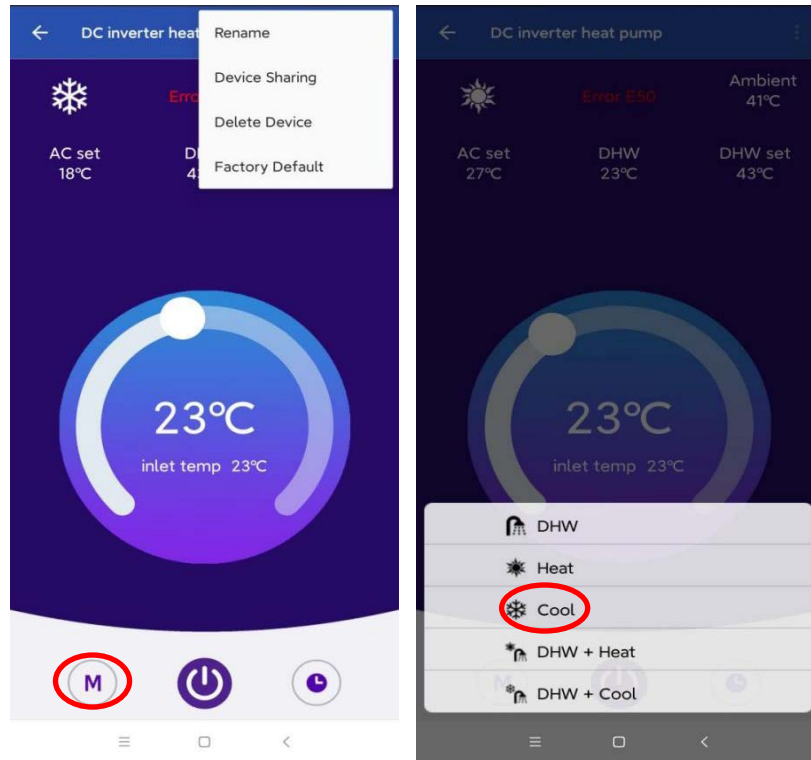 DC inverter heat
Rename
Device Sharing
Delete Device
Factory Default
AC set
18℃
23℃
inlet temp 23℃
M
DC inverter heat pump
Error E50
Ambient
41℃
AC set
27℃
DHW
23℃
DHW set
43℃
23℃
inlet temp 23℃
DHW
Heat
Cool
DHW + Heat
DHW + Cool